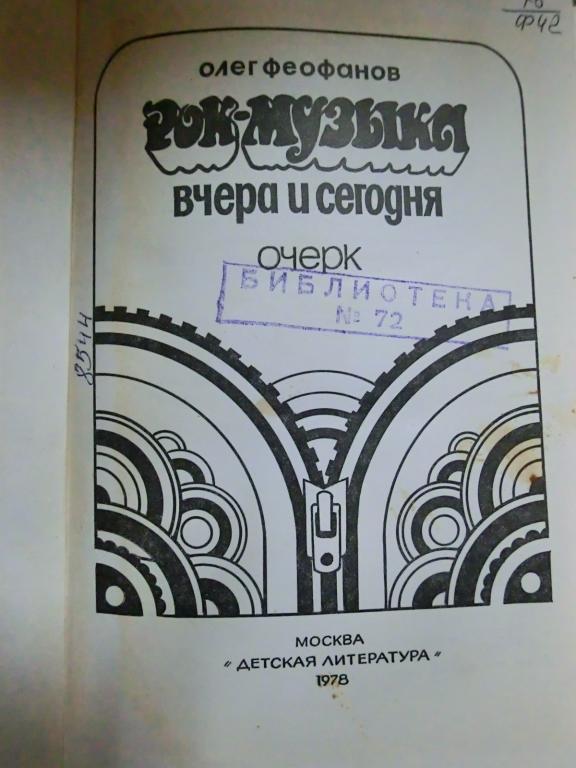 Ф42
олег феофанов
РОК-МУЗЫКА
вчера и сегодня
очерк
БИБЛИОТЕКА
№ 72
8544
МОСКВА
"ДЕТСКАЯ ЛИТЕРАТУРА"
1978